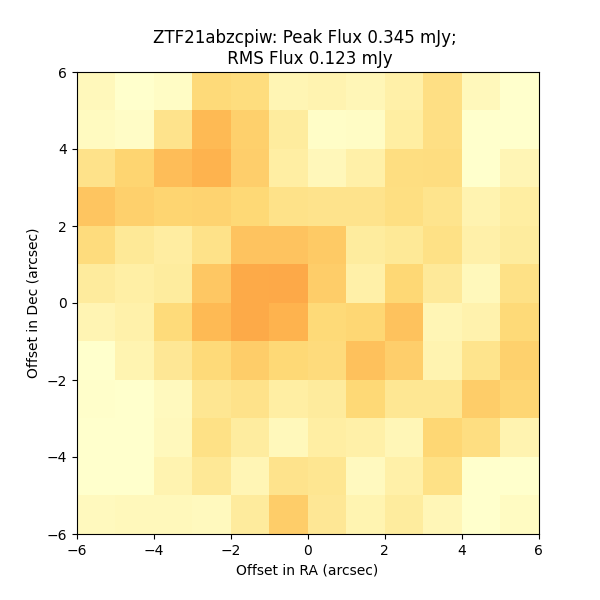 ZTF21abzcpiw: Peak Flux 0.345 mJy;
RMS Flux 0.123 mJy
6
4
2
0
−2
−4
−6
Offset in Dec (arcsec)
−6 −4 −2 0 2 4 6
Offset in RA (arcsec)